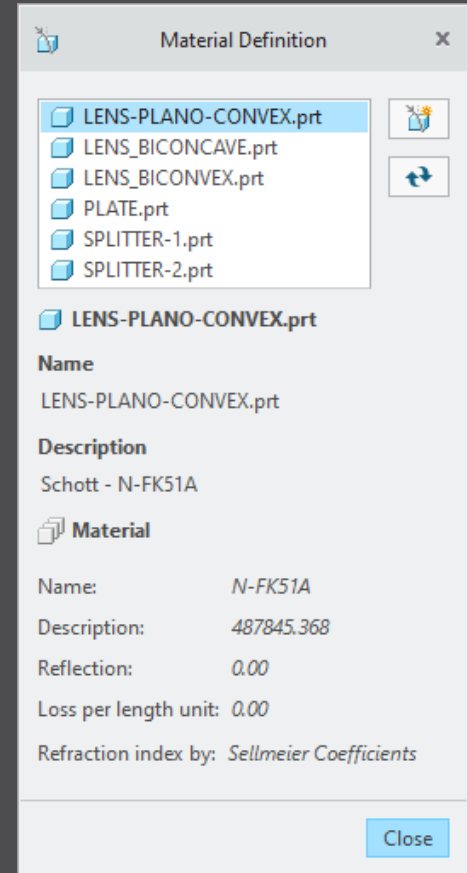 Material Definition
LENS-PLANO-CONVEX.prt
LENS_BICONCAVE.prt
LENS_BICONVEX.prt
PLATE.prt
SPLITTER-1.prt
SPLITTER-2.prt
LENS-PLANO-CONVEX.prt
Name
LENS-PLANO-CONVEX.prt
Description
Schott - N-FK51A
Material
Name: N-FK51A
Description: 487845.368
Reflection: 0.00
Loss per length unit: 0.00
Refraction index by: Sellmeier Coefficients
Close